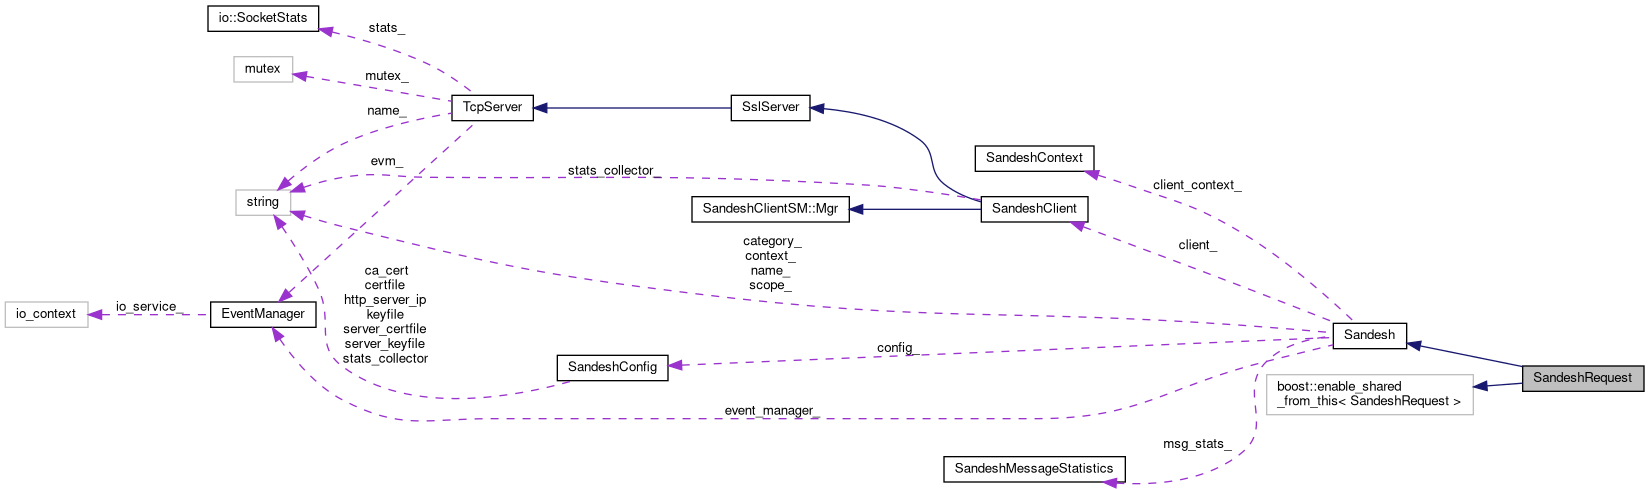 io::SocketStats
stats_
mutex
mutex_
TcpServer
SslServer
name_
SandeshContext
evm_
stats_collector_
client_context_
string
SandeshClientSM::Mgr
SandeshClient
category_
context_
name_
scope_
client_
ca_cert
certfile
http_server_ip
keyfile
server_certfile
server_keyfile
stats_collector
io_context
io_service_
EventManager
Sandesh
config_
SandeshConfig
SandeshRequest
boost::enable_shared
_from_this< SandeshRequest >
event_manager_
msg_stats_
SandeshMessageStatistics